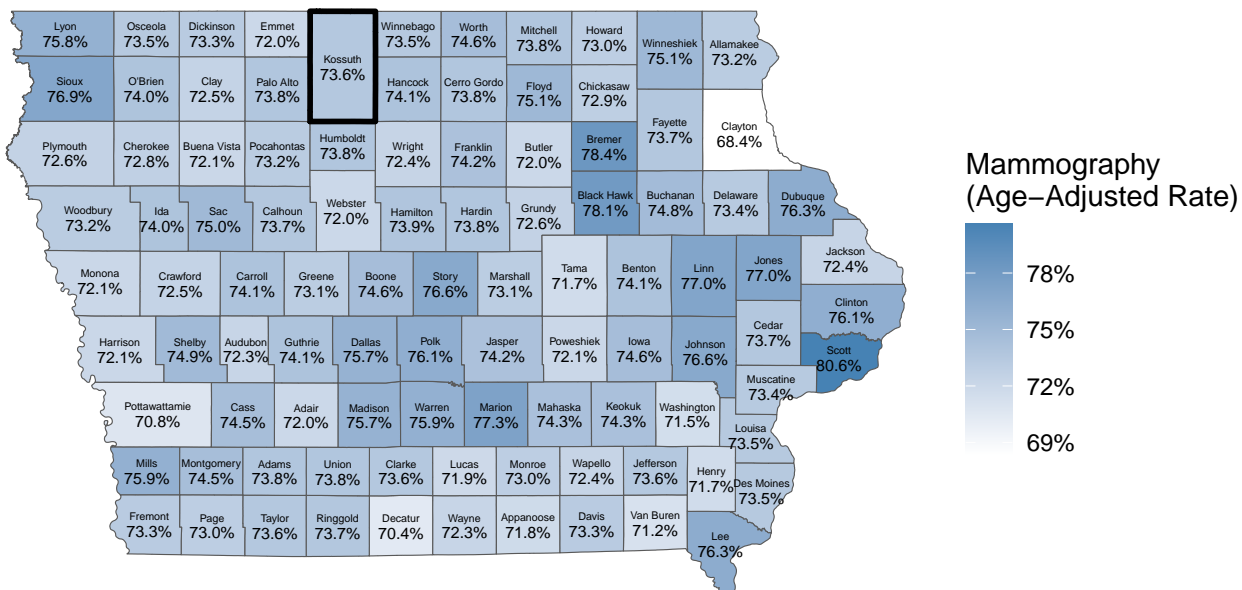 Lyon
75.8%
Osceola
73.5%
Dickinson
73.3%
Emmet
72.0%
Kossuth
73.6%
Winnebago
73.5%
Worth
74.6%
Mitchell
73.8%
Howard
73.0%
Winneshiek
75.1%
Allamakee
73.2%
Sioux
76.9%
O'Brien
74.0%
Clay
72.5%
Palo Alto
73.8%
Hancock
74.1%
Cerro Gordo
73.8%
Floyd
75.1%
Chickasaw
72.9%
Fayette
73.7%
Clayton
68.4%
Plymouth
72.6%
Cherokee
72.8%
Buena Vista
72.1%
Pocahontas
73.2%
Humboldt
73.8%
Wright
72.4%
Franklin
74.2%
Butler
72.0%
Bremer
78.4%
Woodbury
73.2%
Ida
74.0%
Sac
75.0%
Calhoun
73.7%
Webster
72.0%
Hamilton
73.9%
Hardin
73.8%
Grundy
72.6%
Black Hawk
78.1%
Buchanan
74.8%
Delaware
73.4%
Dubuque
76.3%
Monona
72.1%
Crawford
72.5%
Carroll
74.1%
Greene
73.1%
Boone
74.6%
Story
76.6%
Marshall
73.1%
Tama
71.7%
Benton
74.1%
Linn
77.0%
Jones
77.0%
Jackson
72.4%
Clinton
76.1%
Harrison
72.1%
Shelby
74.9%
Audubon
72.3%
Guthrie
74.1%
Dallas
75.7%
Polk
76.1%
Jasper
74.2%
Poweshiek
72.1%
Iowa
74.6%
Johnson
76.6%
Cedar
73.7%
Scott
80.6%
Muscatine
73.4%
Pottawattamie
70.8%
Cass
74.5%
Adair
72.0%
Madison
75.7%
Warren
75.9%
Marion
77.3%
Mahaska
74.3%
Keokuk
74.3%
Washington
71.5%
Louisa
73.5%
Mills
75.9%
Montgomery
74.5%
Adams
73.8%
Union
73.8%
Clarke
73.6%
Lucas
71.9%
Monroe
73.0%
Wapello
72.4%
Jefferson
73.6%
Henry
71.7%
Des Moines
73.5%
Fremont
73.3%
Page
73.0%
Taylor
73.6%
Ringgold
73.7%
Decatur
70.4%
Wayne
72.3%
Appanoose
71.8%
Davis
73.3%
Van Buren
71.2%
Lee
76.3%
Mammography
(Age−Adjusted Rate)
78%
75%
72%
69%